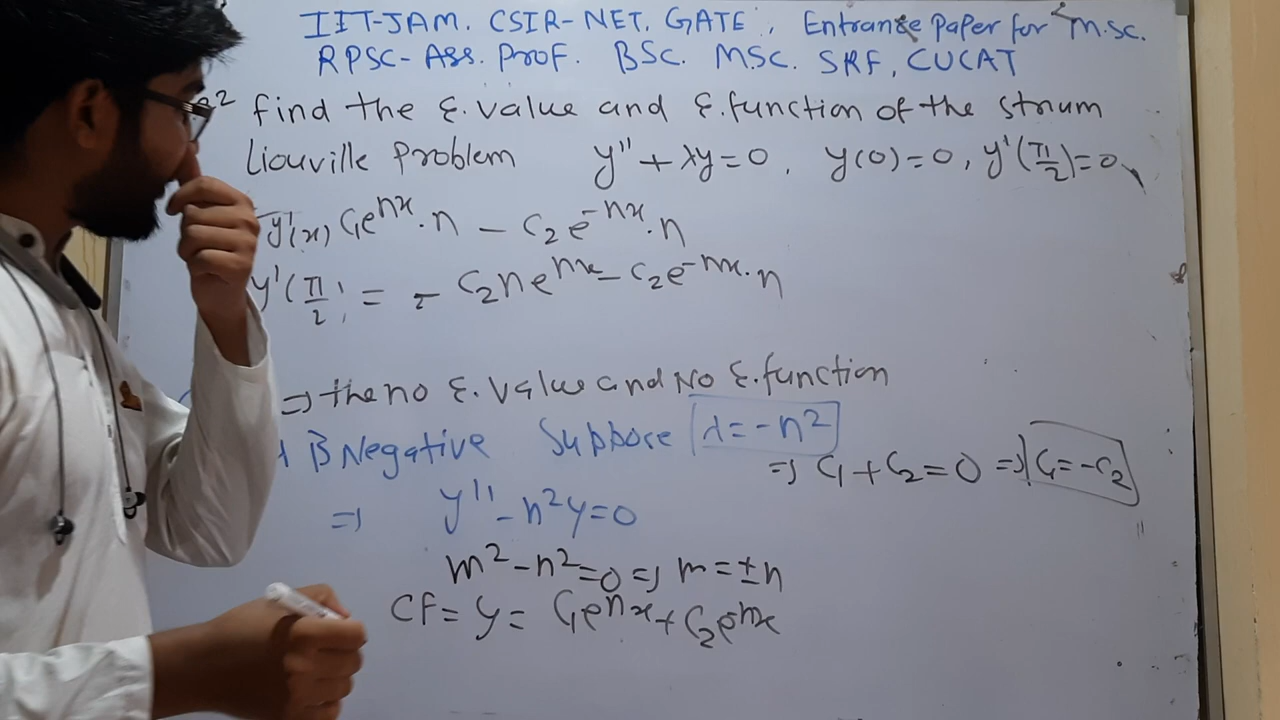 IIT-JAM. CSIR-NET, GATE, Entranse Paper for M.sc.
RPSC-Ass. Prof. BSC. MSC. SRF, CUCAT
find the E.value and E.function of the strium
Liouville Problem y'' + λy = 0, y(0) = 0, y'(π/2) = 0
y'(x) C₁e^{nx}·n - C₂e^{-nx}·n
y'(π/2) = - C₂ne^{nx} - C₂e^{-nx}·n
=> the no E.value and No E.function
B Negative Suppose λ = -n²
=> C₁ + C₂ = 0 => C₁ = -C₂
=> y'' - n²y = 0
m² - n² = 0 => m = ±n
CF = y = C₁e^{nx} + C₂e^{-nx}